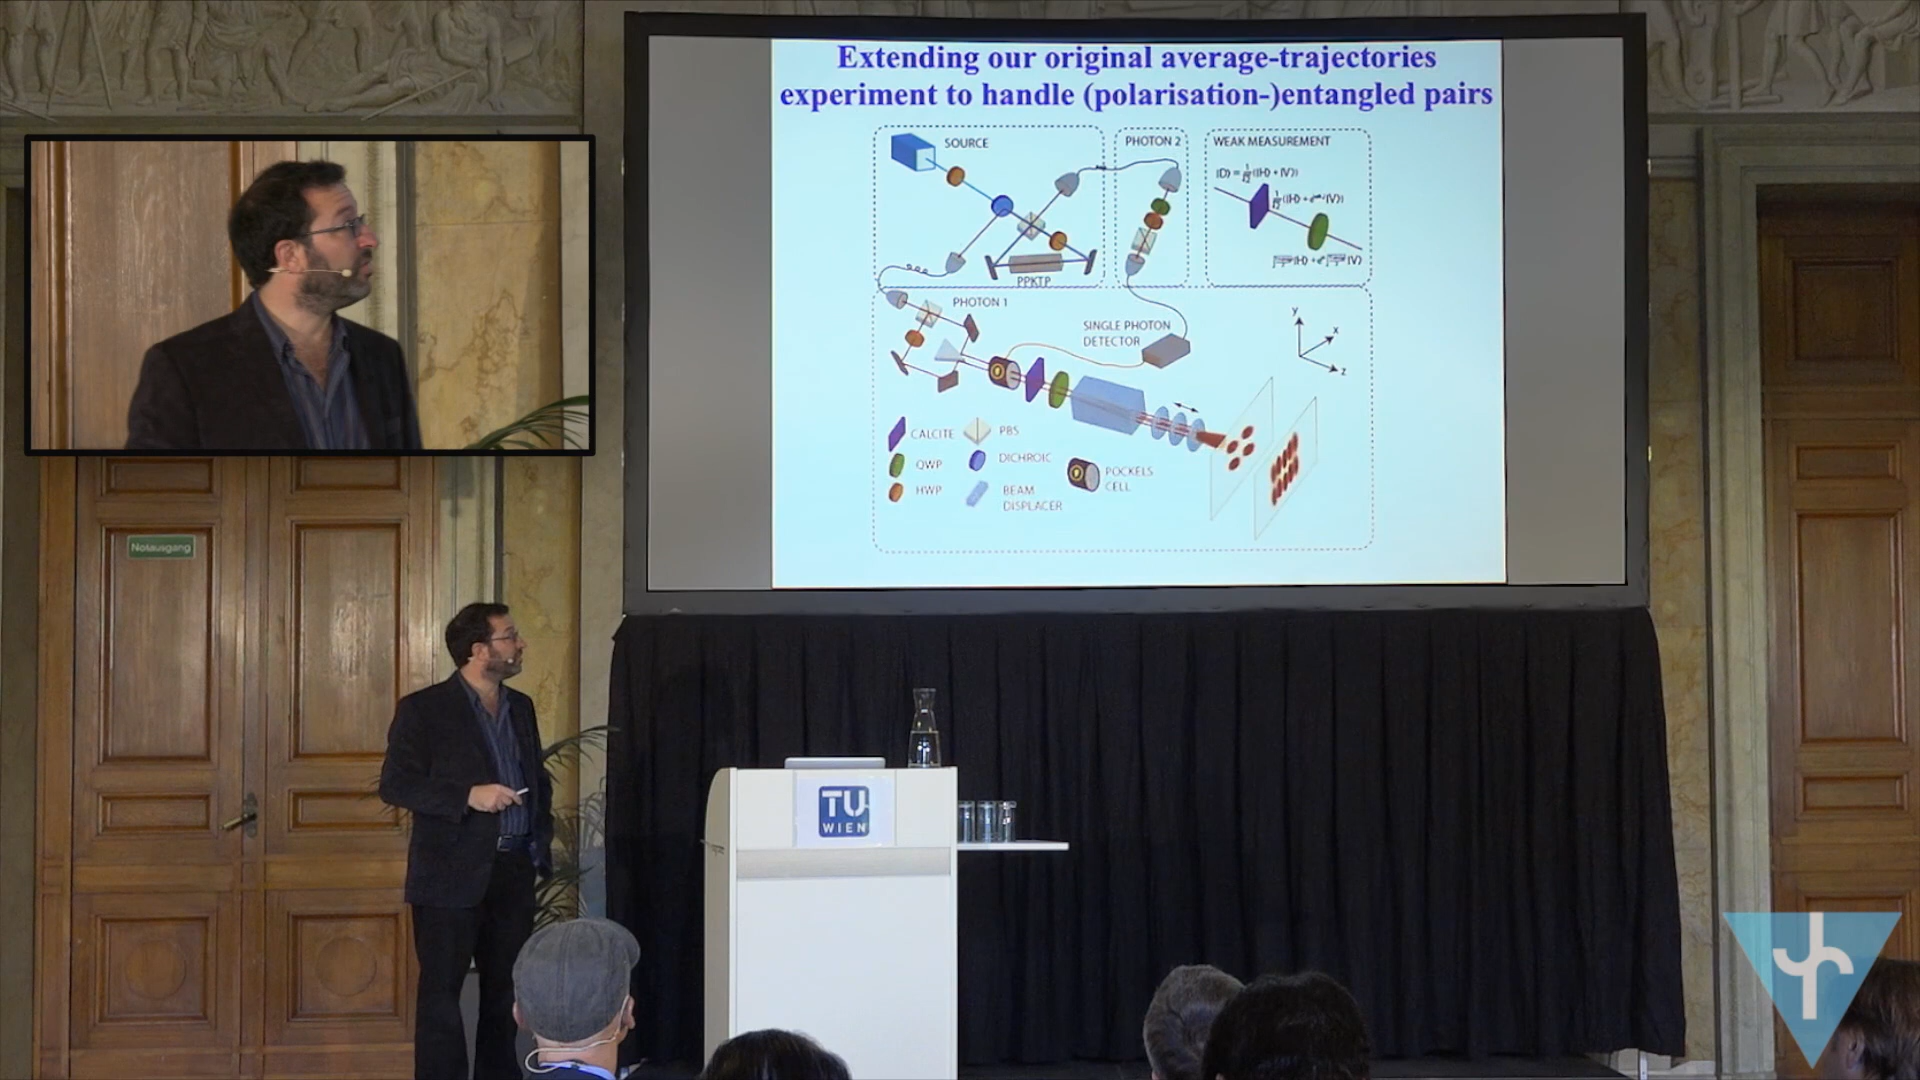 Extending our original average-trajectories
experiment to handle (polarisation-)entangled pairs
SOURCE
PHOTON 2
WEAK MEASUREMENT
PPKTP
PHOTON 1
SINGLE PHOTON
DETECTOR
y
x
z
CALCITE
PBS
QWP
DICHROIC
HWP
BEAM
DISPLACER
POCKELS
CELL
Notausgang
TU
WIEN